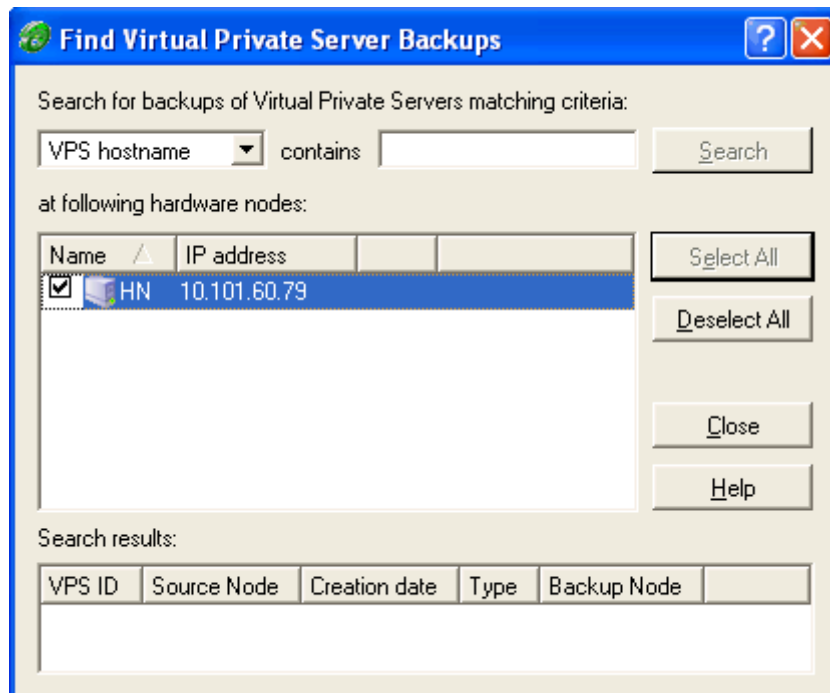 Find Virtual Private Server Backups
Search for backups of Virtual Private Servers matching criteria:
VPS hostname contains Search
at following hardware nodes:
Name IP address Select All
HN 10.101.60.79
Deselect All
Close
Help
Search results:
VPS ID Source Node Creation date Type Backup Node